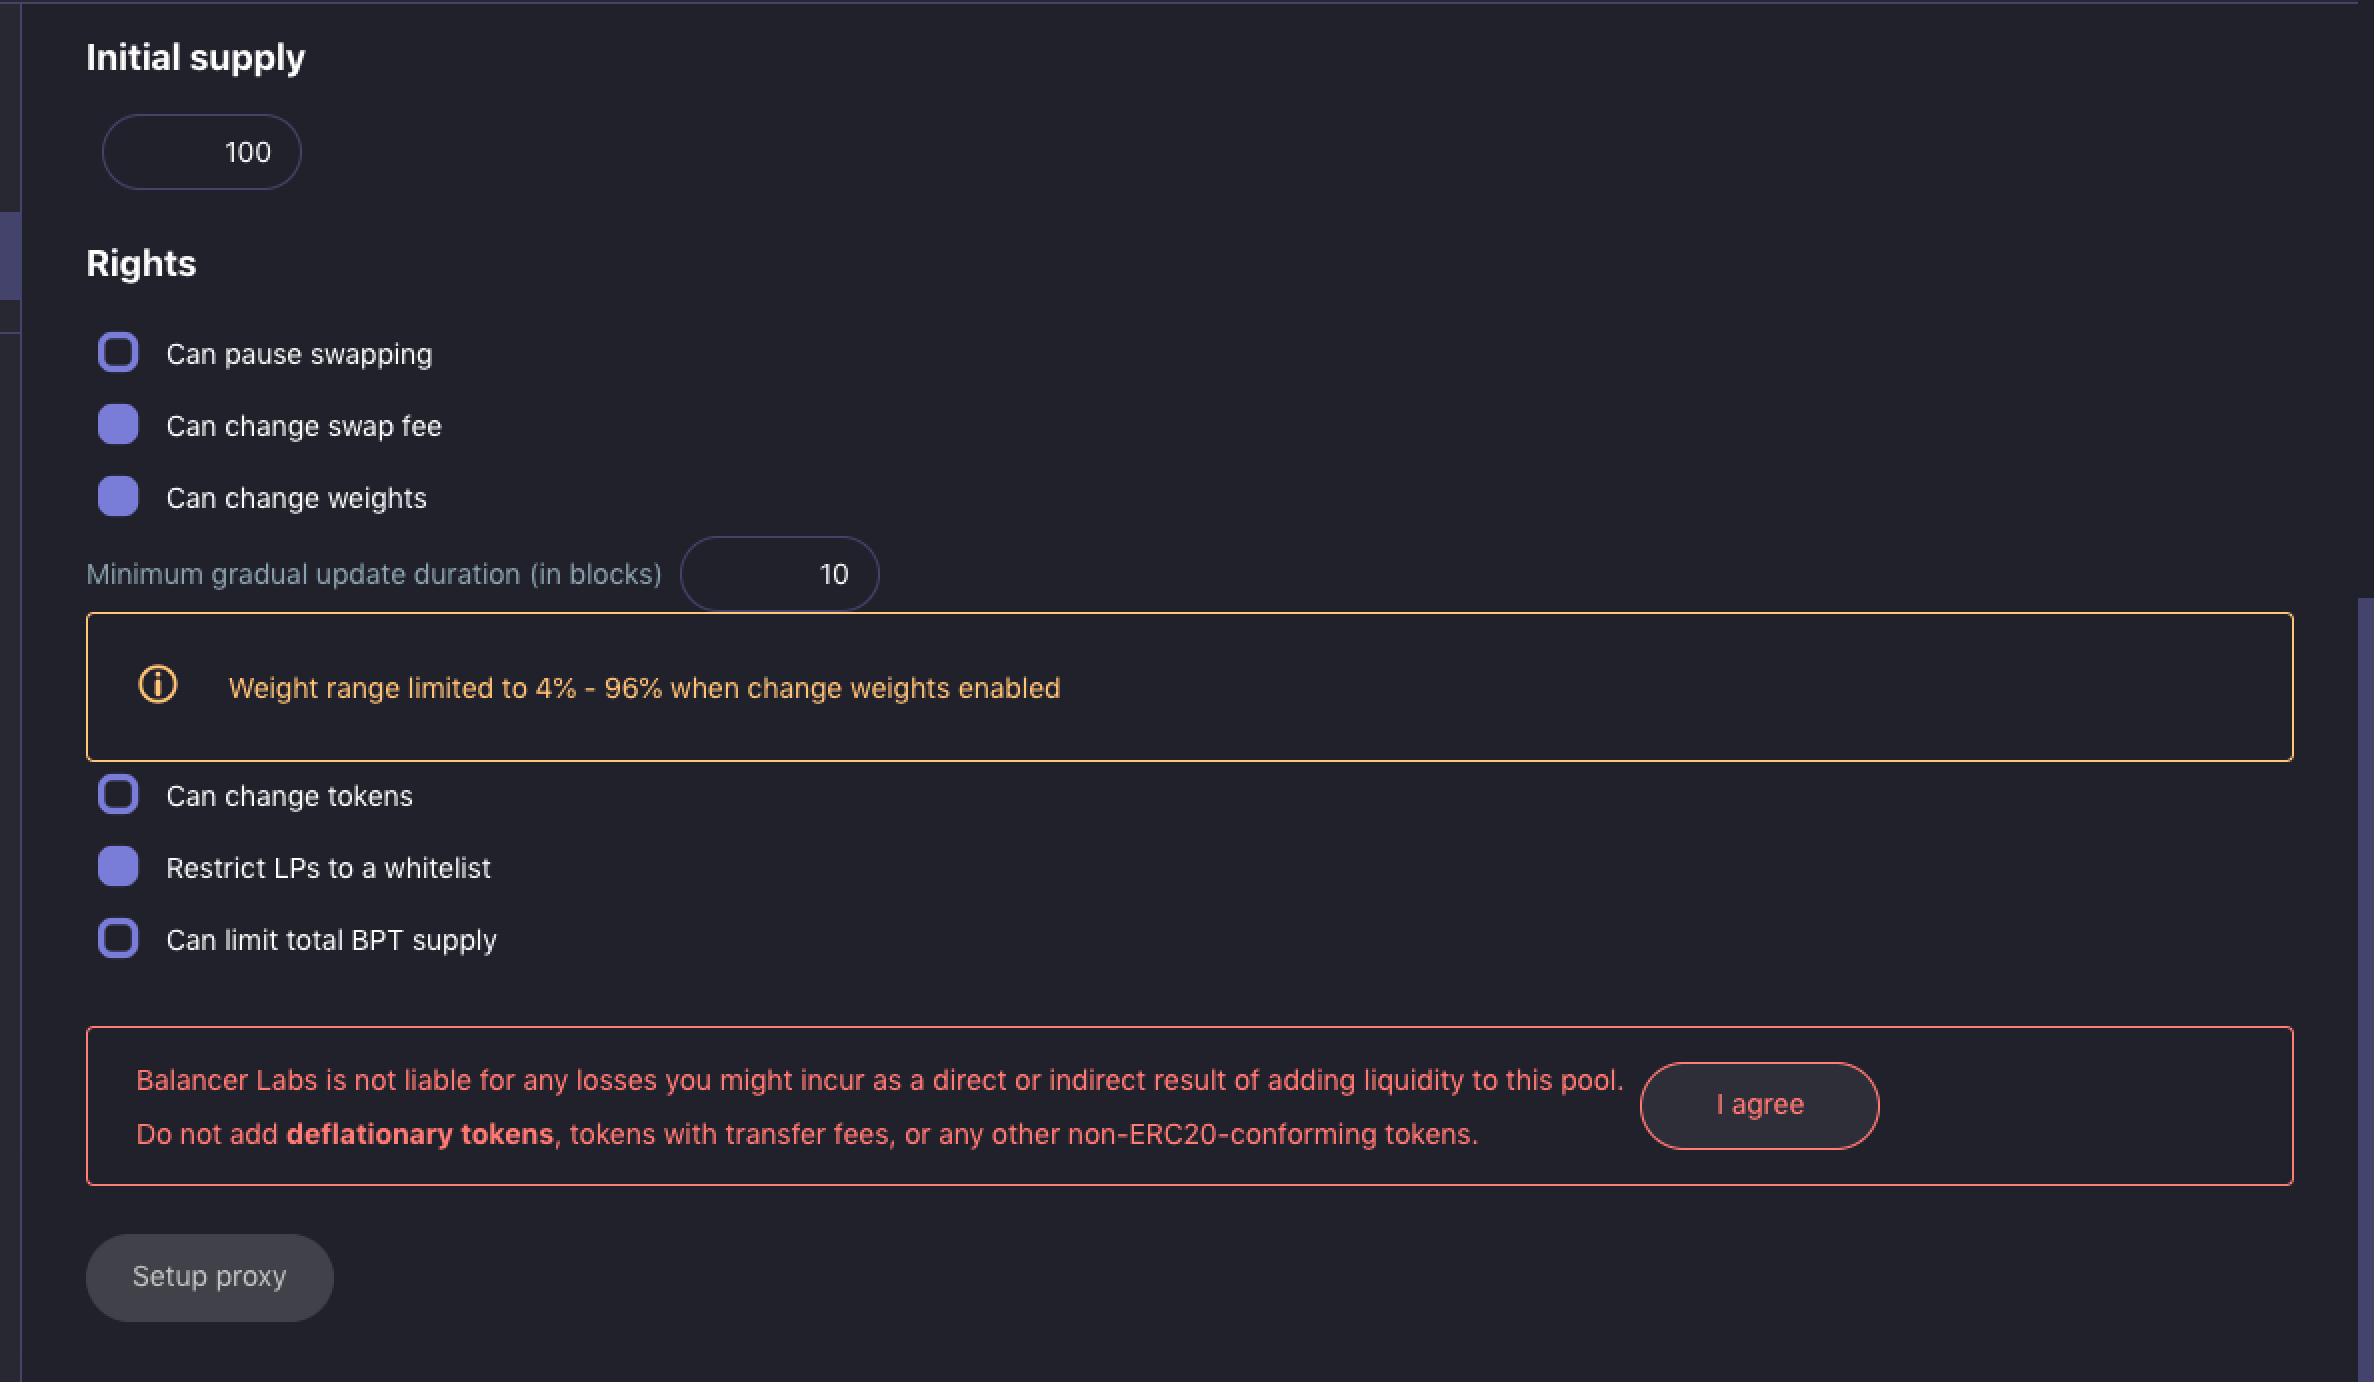 Initial supply
100
Rights
Can pause swapping
Can change swap fee
Can change weights
Minimum gradual update duration (in blocks) 10
Weight range limited to 4% - 96% when change weights enabled
Can change tokens
Restrict LPs to a whitelist
Can limit total BPT supply
Balancer Labs is not liable for any losses you might incur as a direct or indirect result of adding liquidity to this pool.
Do not add deflationary tokens, tokens with transfer fees, or any other non-ERC20-conforming tokens.
I agree
Setup proxy